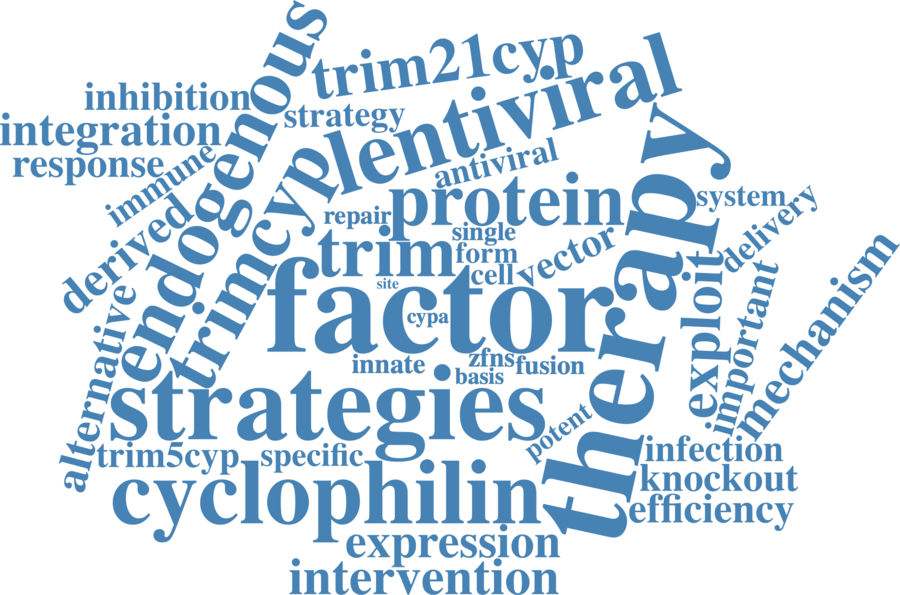 endogenous
trim21cyp
lentiviral
inhibition
strategy
integration
response
immune
antiviral
therapy
protein
system
delivery
derived
trimcyp
repair
single
trim
form
vector
cell
exploit
important
mechanism
site
factor
cypa
alternative
innate
zfns
fusion
basis
strategies
potent
trim5cyp
specific
infection
cyclophilin
knockout
efficiency
expression
intervention